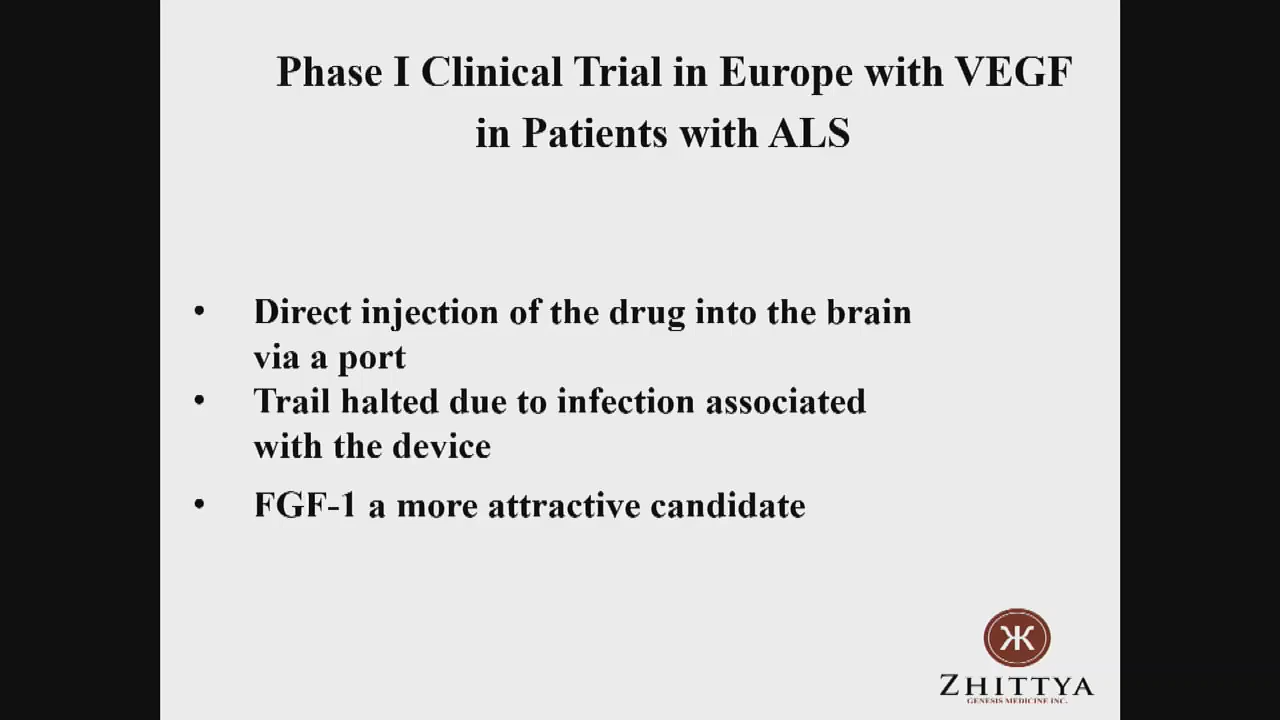 Phase I Clinical Trial in Europe with VEGF
in Patients with ALS
• Direct injection of the drug into the brain
via a port
• Trail halted due to infection associated
with the device
• FGF-1 a more attractive candidate
Ж
ZHITTYA
GENESIS MEDICINE INC.